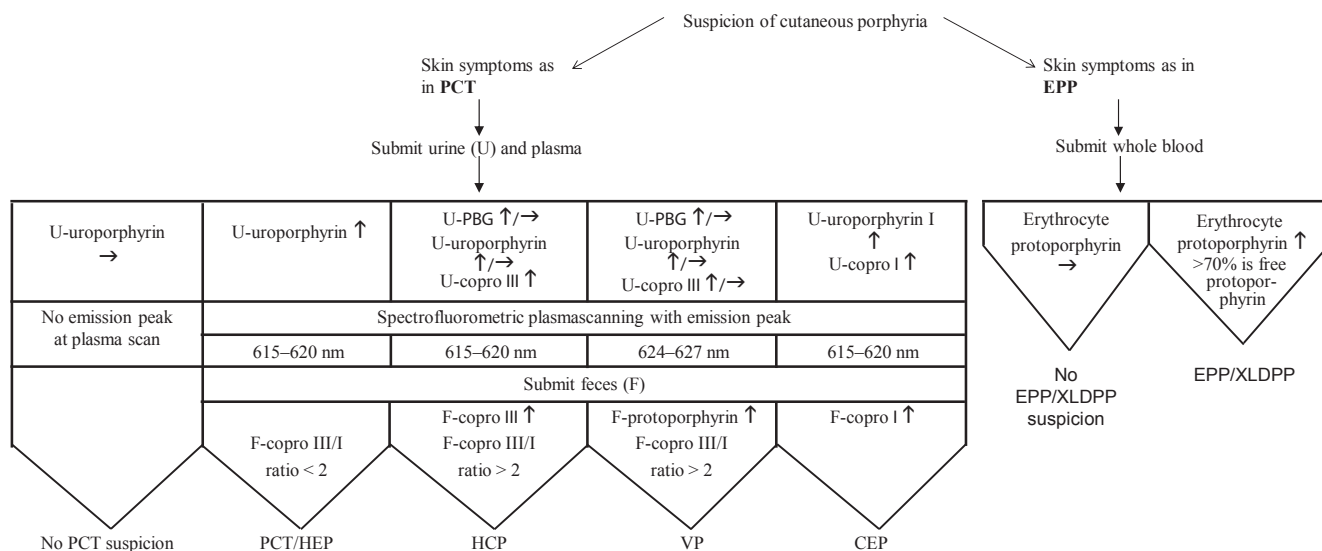 Suspicion of cutaneous porphyria
Skin symptoms as
in PCT
Skin symptoms as in
EPP
Submit urine (U) and plasma
Submit whole blood
U-uroporphyrin
→
U-uroporphyrin ↑
U-PBG ↑/→
U-uroporphyrin
↑/→
U-copro III ↑
U-PBG ↑/→
U-uroporphyrin
↑/→
U-copro III ↑/→
U-uroporphyrin I
↑
U-copro I ↑
Erythrocyte
protoporphyrin
→
Erythrocyte
protoporphyrin ↑
>70% is free
protopor-
phyrin
No emission peak
at plasma scan
Spectrofluorometric plasmascanning with emission peak
615–620 nm
615–620 nm
624–627 nm
615–620 nm
Submit feces (F)
F-copro III/I
ratio < 2
F-copro III ↑
F-copro III/I
ratio > 2
F-protoporphyrin ↑
F-copro III/I
ratio > 2
F-copro I ↑
No
EPP/XLDPP
suspicion
EPP/XLDPP
No PCT suspicion
PCT/HEP
HCP
VP
CEP